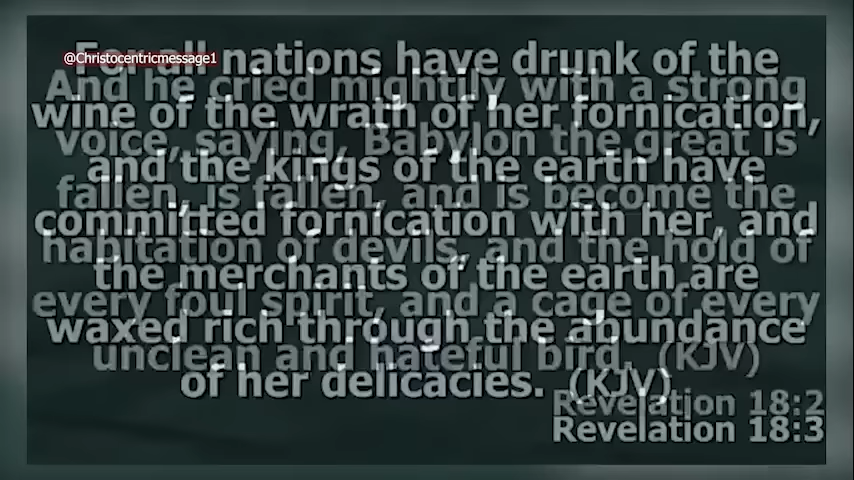 @Christocentricmessage1
For all nations have drunk of the
And he cried mightily with a strong
wine of the wrath of her fornication,
voice, saying, Babylon the great is
and the kings of the earth have
fallen, is fallen, and is become the
committed fornication with her, and
habitation of devils, and the hold of
the merchants of the earth are
every foul spirit, and a cage of every
waxed rich through the abundance
unclean and hateful bird. (KJV)
of her delicacies. (KJV)
Revelation 18:2
Revelation 18:3